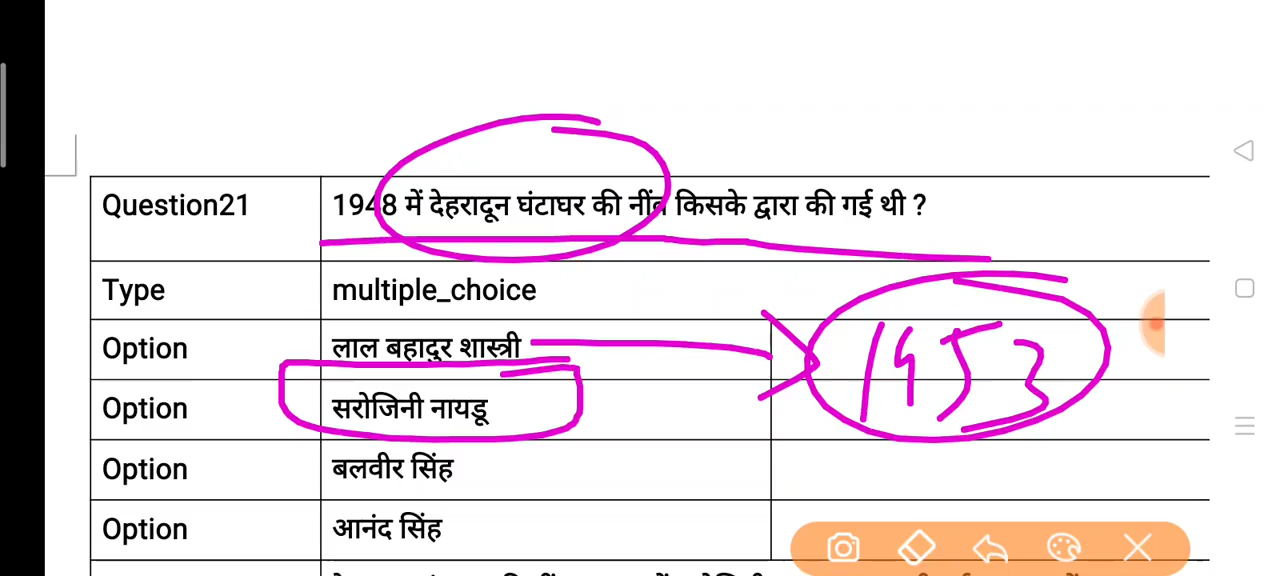 Question21 1948 में देहरादून घंटाघर की नींव किसके द्वारा की गई थी ?
Type multiple_choice
Option लाल बहादुर शास्त्री 1953
Option सरोजिनी नायडू
Option बलवीर सिंह
Option आनंद सिंह